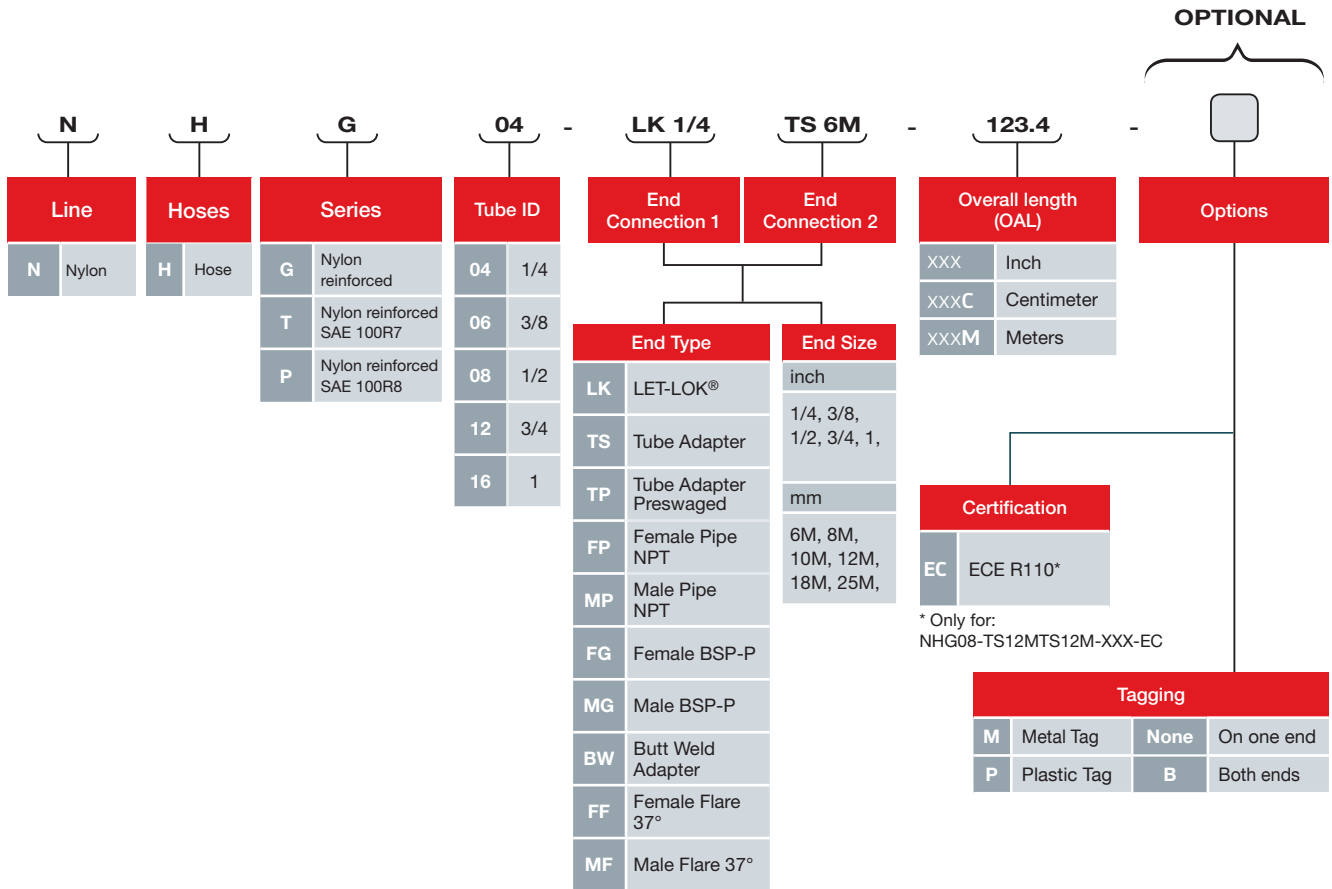 OPTIONAL
N H G 04 - LK 1/4 TS 6M - 123.4 -
Line
N Nylon
Hoses
H Hose
Series
G Nylon
reinforced
T Nylon reinforced
SAE 100R7
P Nylon reinforced
SAE 100R8
Tube ID
04 1/4
06 3/8
08 1/2
12 3/4
16 1
End
Connection 1
End
Connection 2
End Type
LK LET-LOK®
TS Tube Adapter
TP Tube Adapter
Preswaged
FP Female Pipe
NPT
MP Male Pipe
NPT
FG Female BSP-P
MG Male BSP-P
BW Butt Weld
Adapter
FF Female Flare
37°
MF Male Flare 37°
End Size
inch
1/4, 3/8,
1/2, 3/4, 1,
mm
6M, 8M,
10M, 12M,
18M, 25M,
Overall length
(OAL)
XXX Inch
XXXC Centimeter
XXXM Meters
Options
Certification
EC ECE R110*
* Only for:
NHG08-TS12MTS12M-XXX-EC
Tagging
M Metal Tag None On one end
P Plastic Tag B Both ends